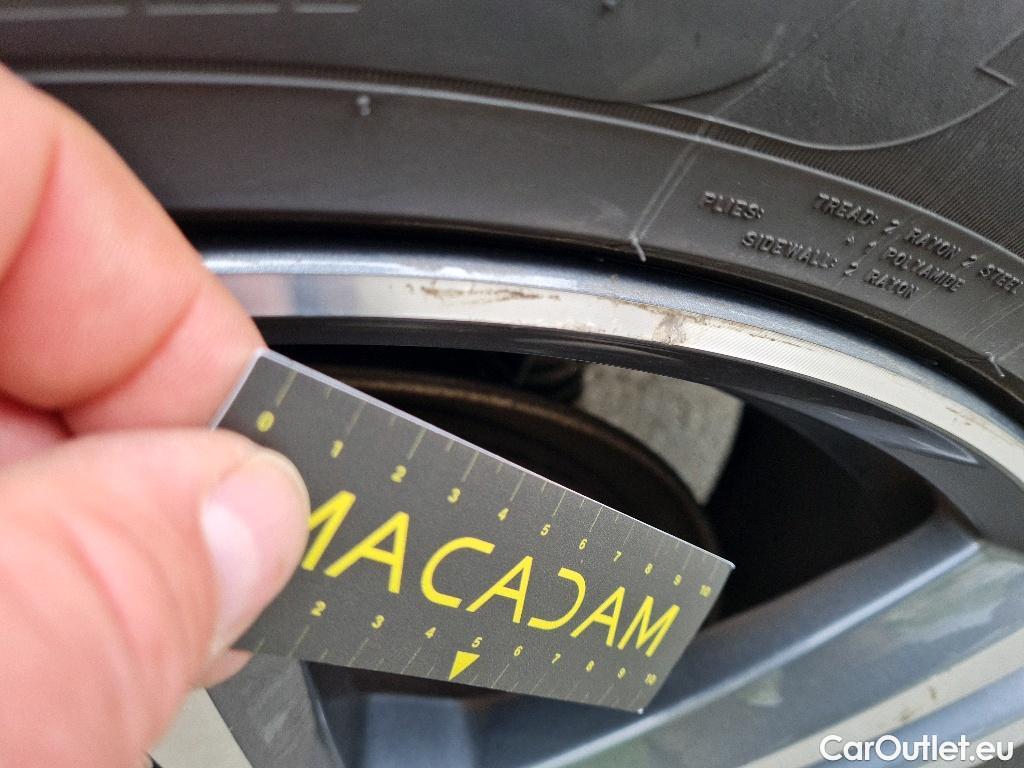 PLIES:
TREAD: 2 RAYON 2 STEEL
+ 1 POLYAMIDE
SIDEWALL: 2 RAYON
0 1 2 3 4 5 6 7 8 9 10
MACADAM
2 3 4 5 6 7 8 9 10
CarOutlet.eu